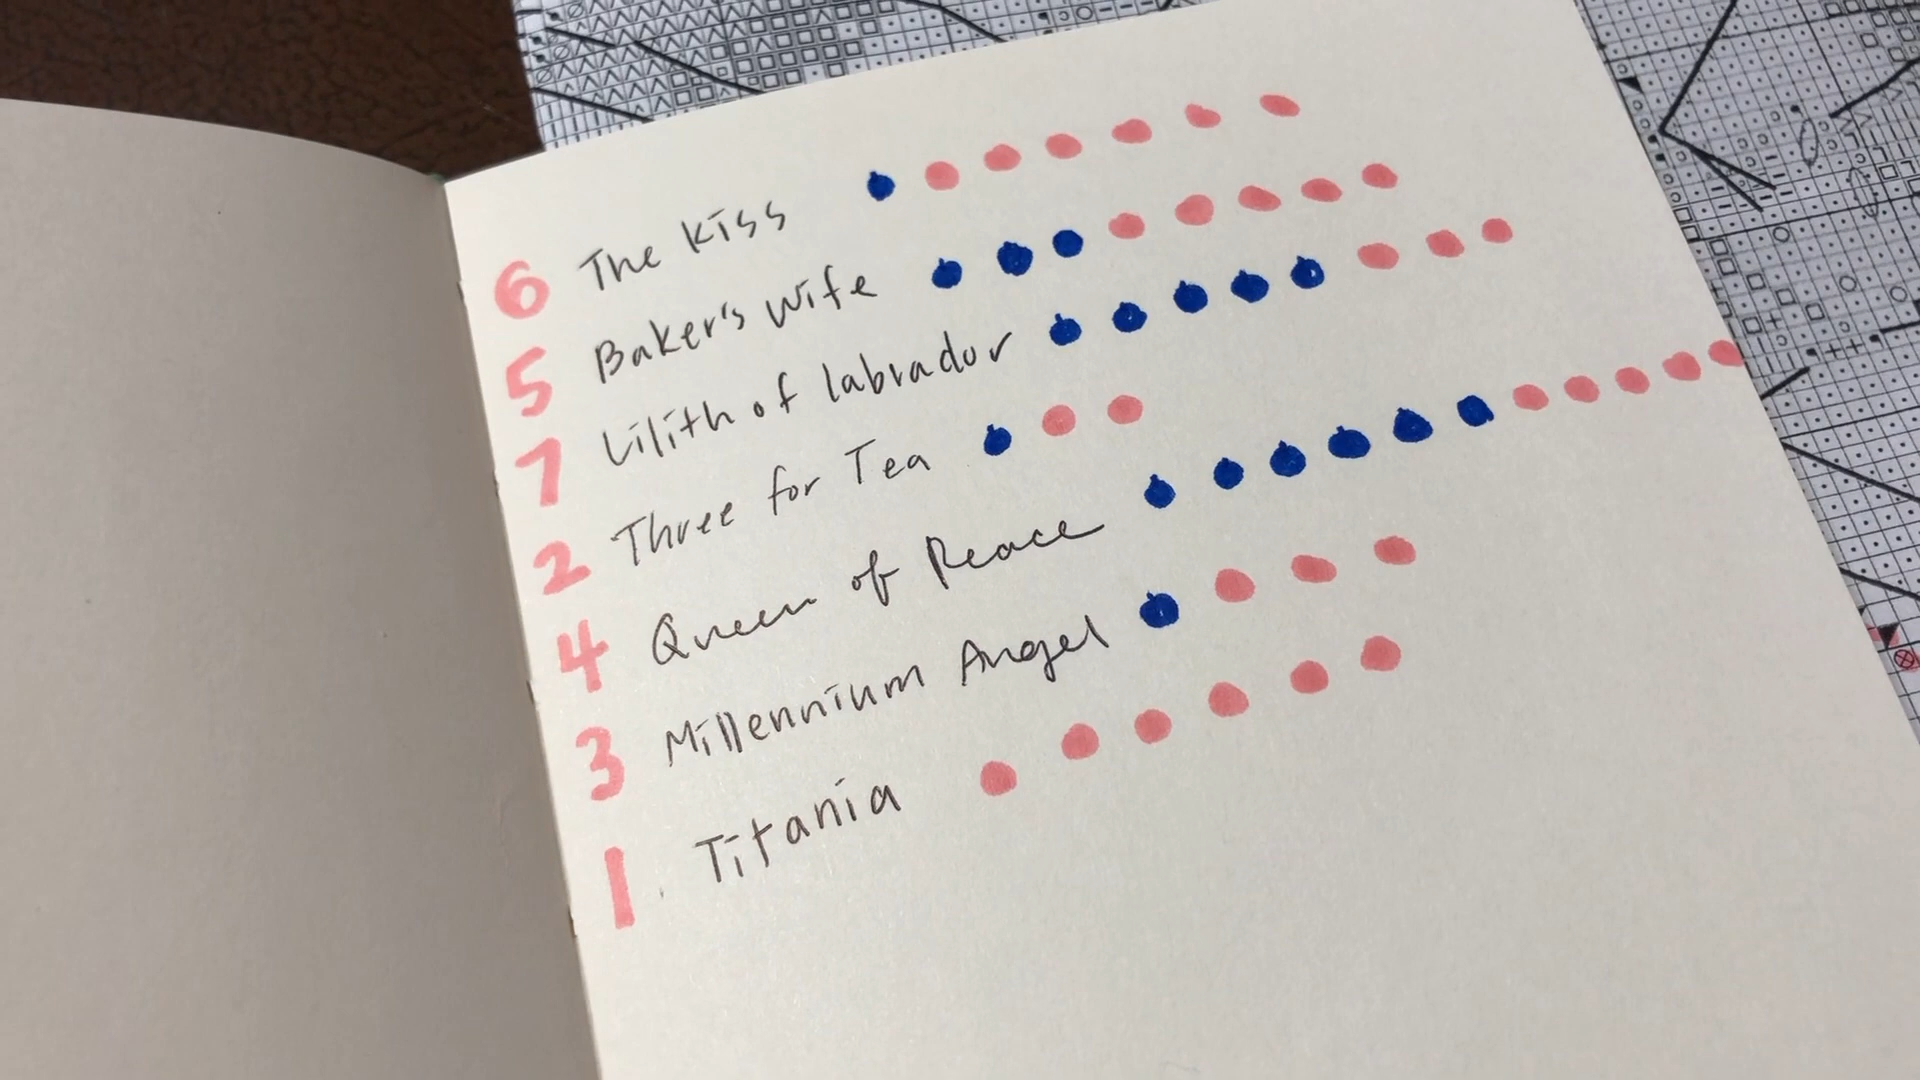 6 The Kiss
5 Baker's Wife
7 Lilith of labrador
2 Three for Tea
4 Queen of Peace
3 Millennium Angel
1 Titania